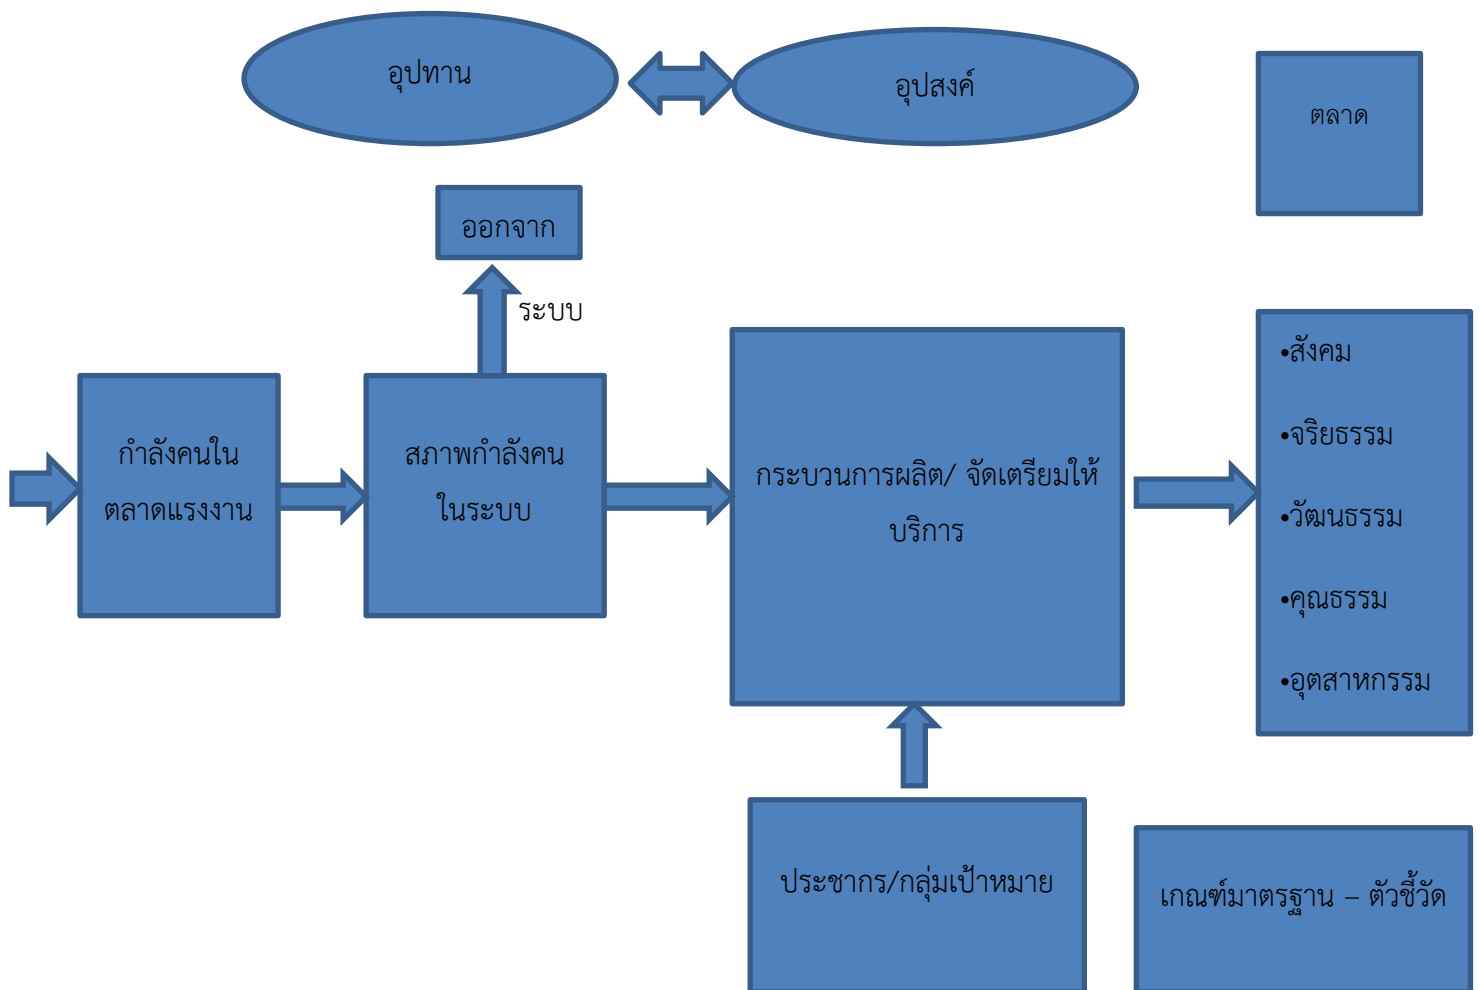 อุปทาน
อุปสงค์
ตลาด
ออกจาก
ระบบ
กำลังคนใน
ตลาดแรงงาน
สภาพกำลังคน
ในระบบ
กระบวนการผลิต/ จัดเตรียมให้
บริการ
•สังคม
•จริยธรรม
•วัฒนธรรม
•คุณธรรม
•อุตสาหกรรม
ประชากร/กลุ่มเป้าหมาย
เกณฑ์มาตรฐาน – ตัวชี้วัด